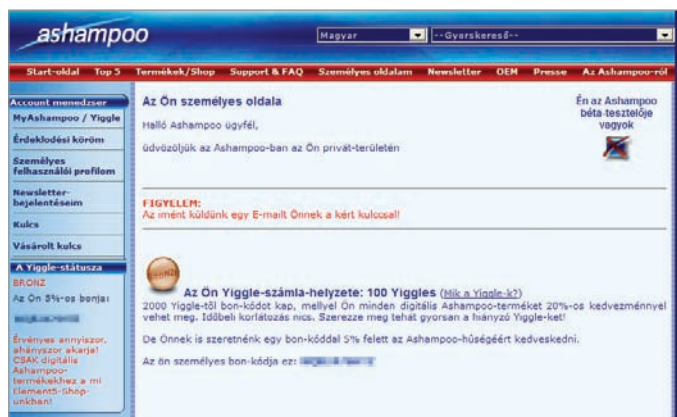 ashampoo
Magyar
--Gyorskereső--
Start-oldal Top 5 Termékek/Shop Support & FAQ Személyes oldalam Newsletter OEM Presse Az Ashampoo-ról
Account menedzser
MyAshampoo / Yiggle
Érdeklodési köröm
Személyes
felhasználói profilom
Newsletter-
bejelentéseim
Kulcs
Vásárolt kulcs
A Yiggle-státusza
BRONZ
Az Ön 5%-os bonja:
Érvényes annyiszor,
ahányszor akarja!
CSAK digitális
Ashampoo-
termékekhez a mi
Element5-Shop-
unkban!
Az Ön személyes oldala
Halló Ashampoo ügyfél,
üdvözöljük az Ashampoo-ban az Ön privát-területén
Én az Ashampoo
béta-tesztelője
vagyok
FIGYELEM:
Az imént küldünk egy E-mailt Önnek a kért kulccsal!
BRONZ
Az Ön Yiggle-számla-helyzete: 100 Yiggles (Mik a Yiggle-k?)
2000 Yiggle-től bon-kódot kap, mellyel Ön minden digitális Ashampoo-terméket 20%-os kedvezménnyel
vehet meg. Időbeli korlátozás nics. Szerezze meg tehát gyorsan a hiányzó Yiggle-ket!
De Önnek is szeretnénk egy bon-kóddal 5% felett az Ashampoo-hűségéért kedveskedni.
Az ön személyes bon-kódja ez: